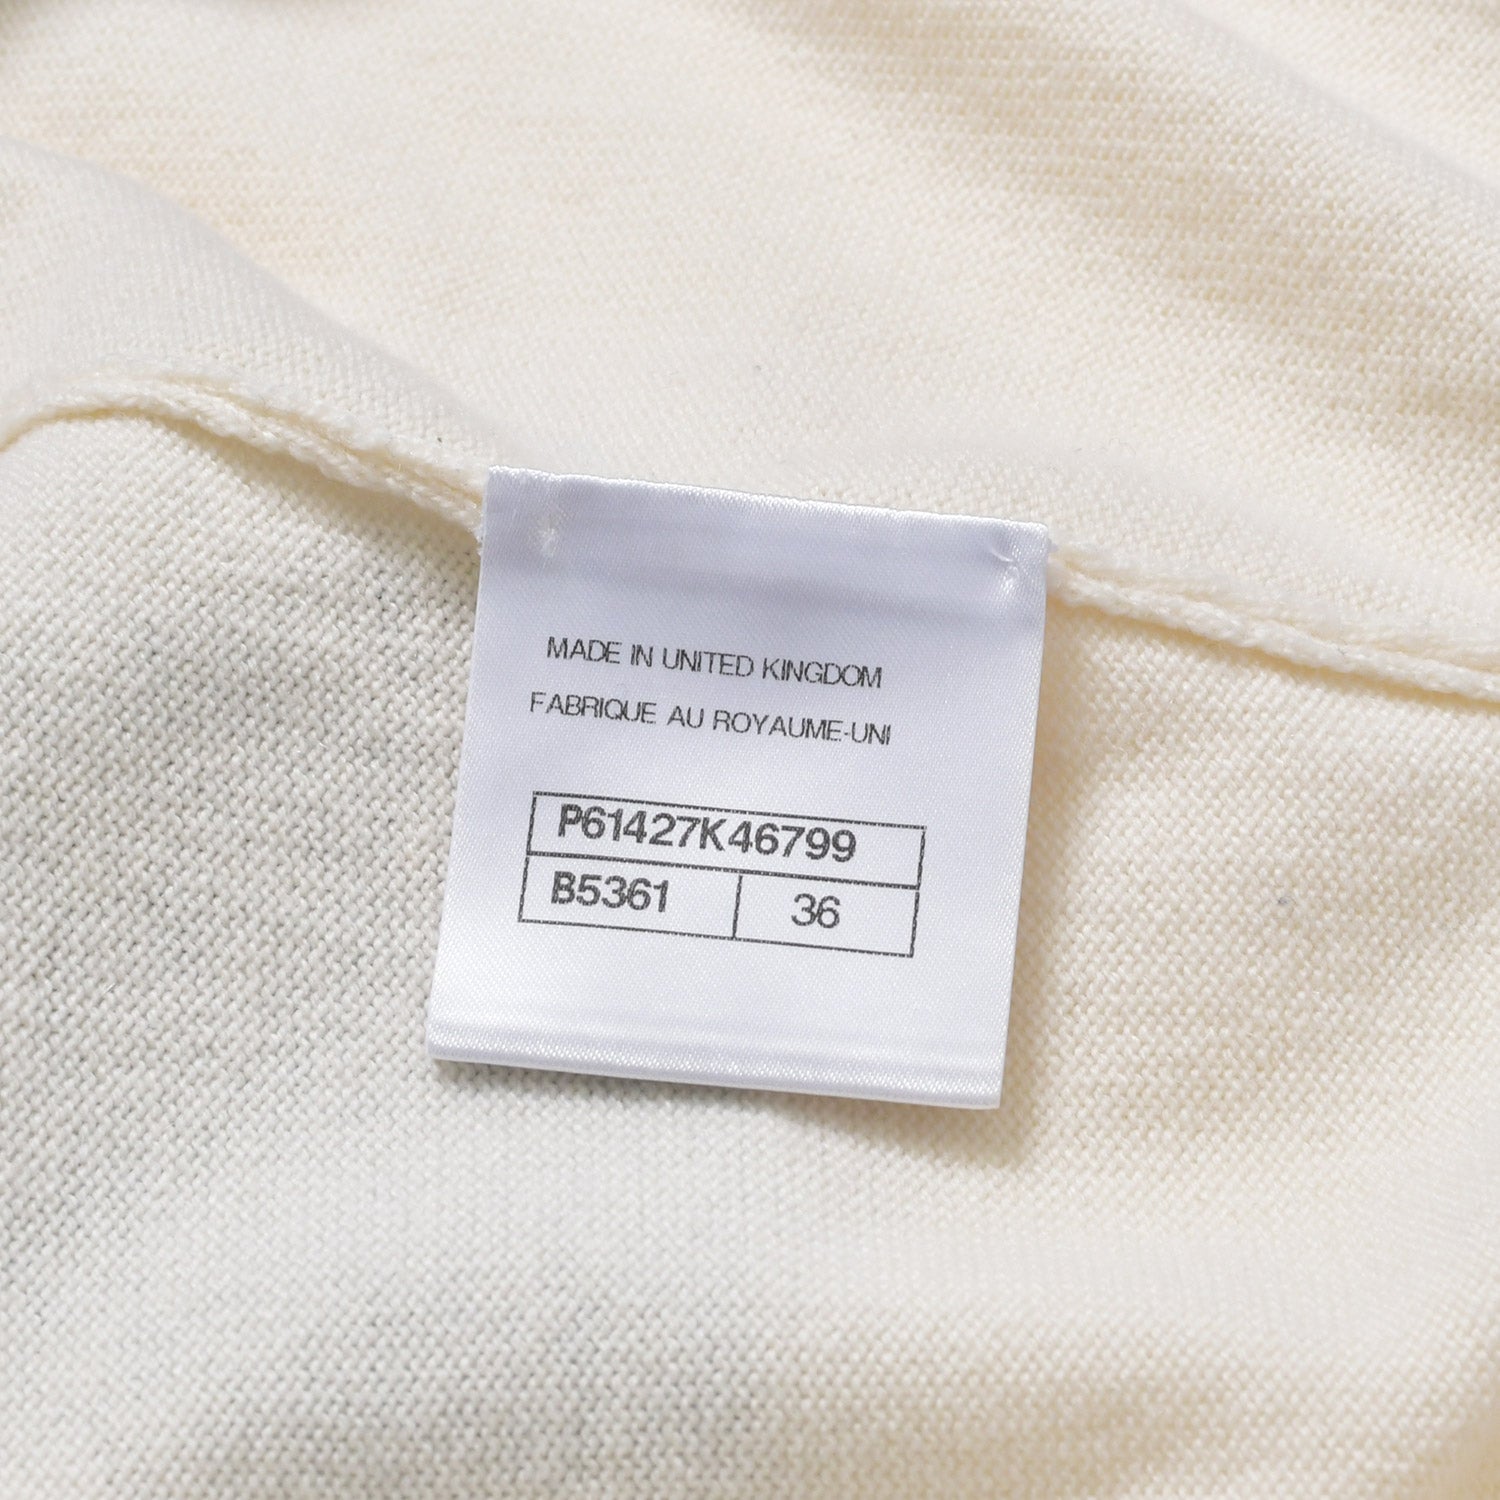 MADE IN UNITED KINGDOM
FABRIQUE AU ROYAUME-UNI
P61427K46799
B5361 36